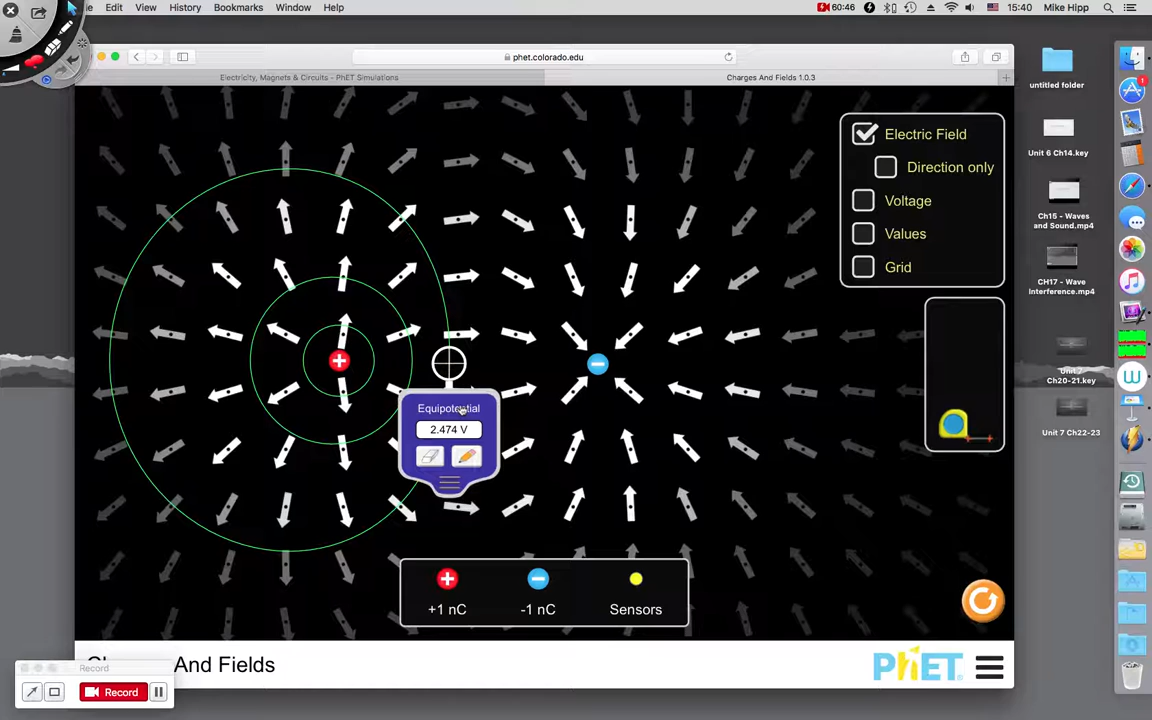 Edit View History Bookmarks Window Help
60:46
15:40 Mike Hipp
phet.colorado.edu
Electricity, Magnets & Circuits - PhET Simulations
Charges And Fields 1.0.3
Electric Field
Direction only
Voltage
Values
Grid
+
−
Equipotential
2.474 V
+1 nC
-1 nC
Sensors
And Fields
PhET
Record
Record
untitled folder
Unit 6 Ch14.key
Ch15 - Waves
and Sound.mp4
CH17 - Wave
Interference.mp4
Unit 7
Ch20-21.key
Unit 7 Ch22-23
1
W